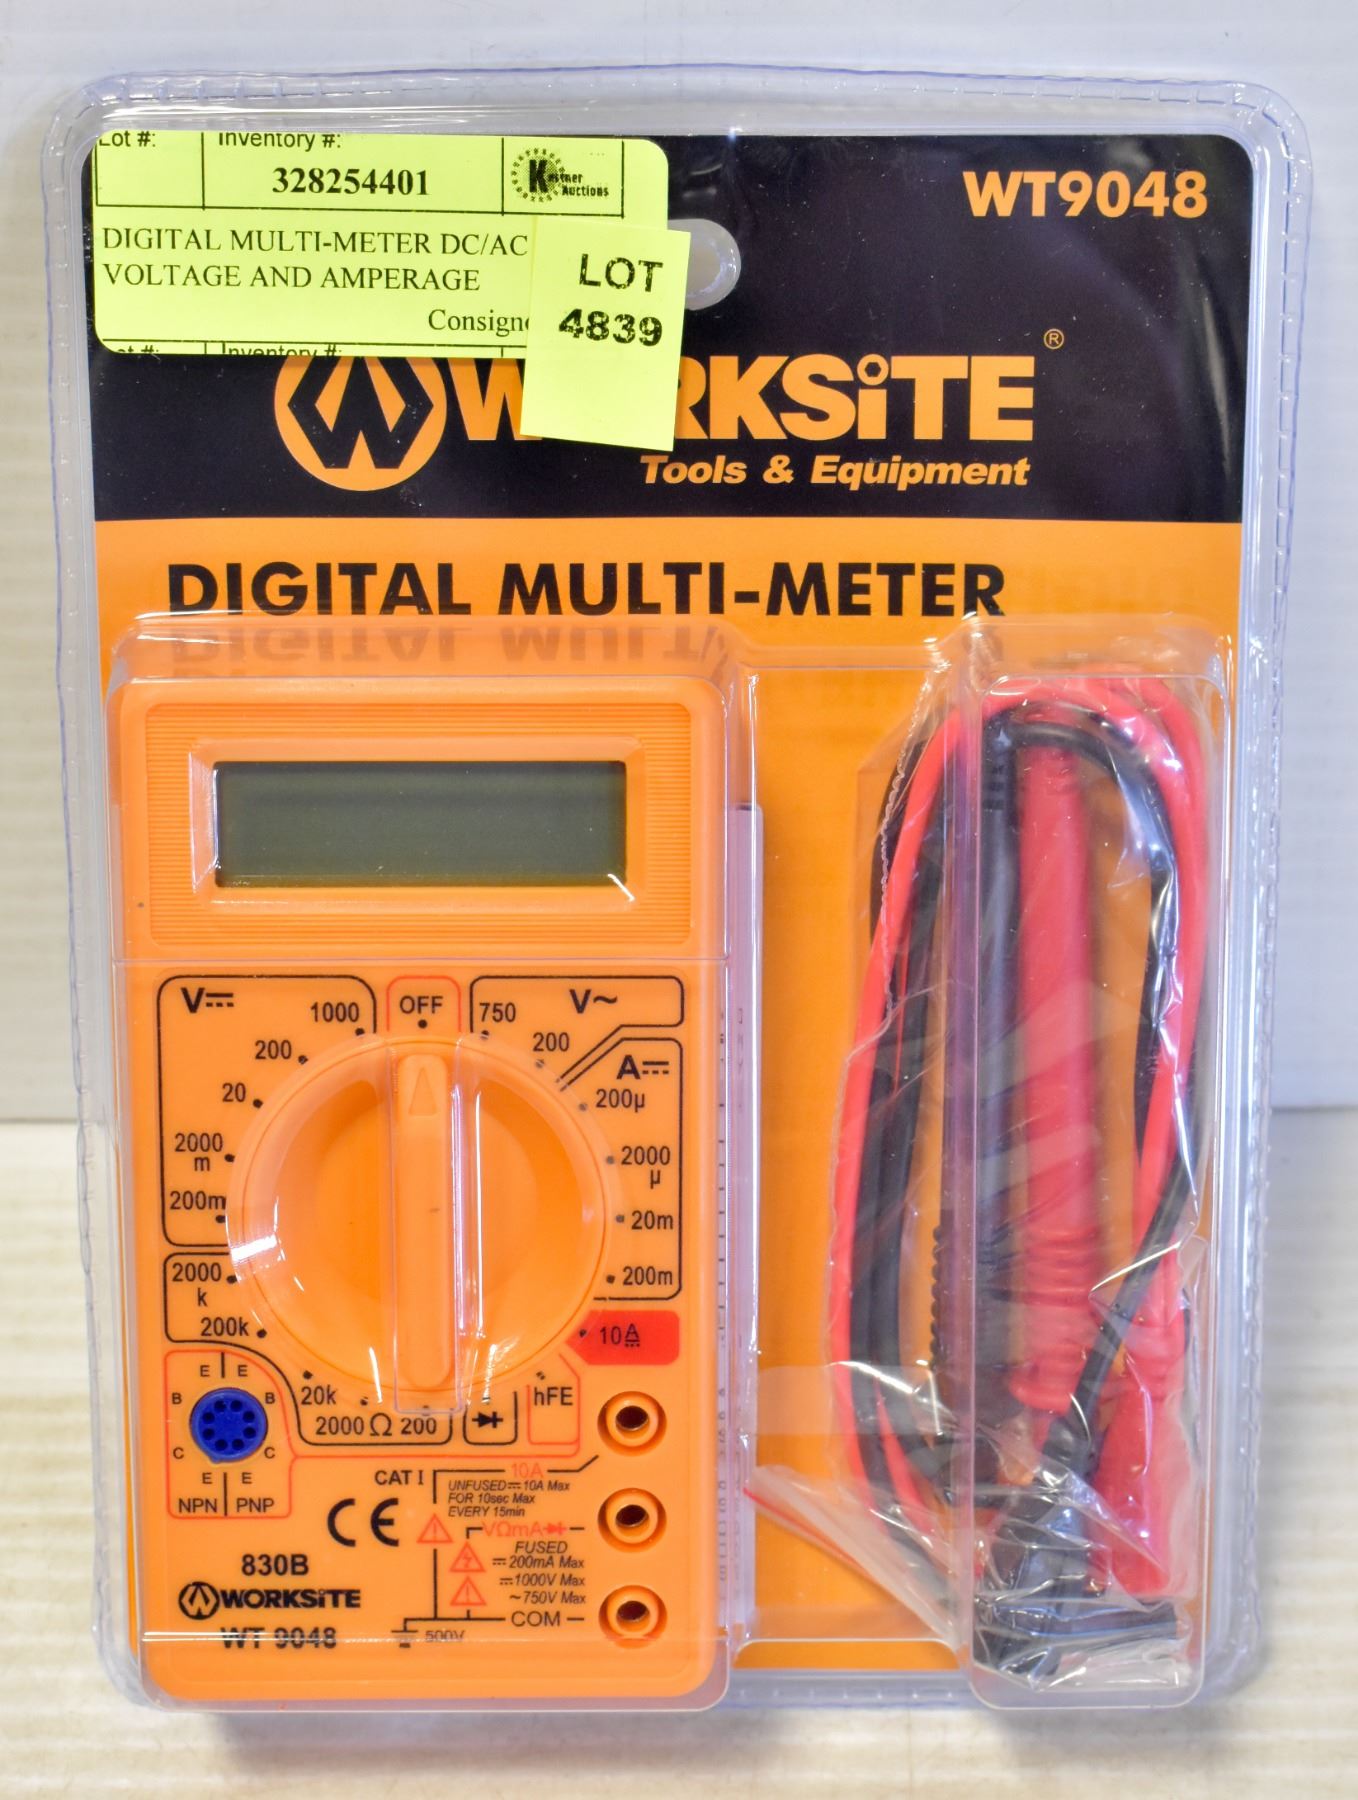 Lot #:
Inventory #:
328254401
K
Auctions
DIGITAL MULTI-METER DC/AC
VOLTAGE AND AMPERAGE
LOT
4839
Inventory #:
WT9048
RKSiTE®
Tools & Equipment
DIGITAL MULTI-METER
V⎓
1000
OFF
750
V~
200
200
A⎓
20
200µ
2000
m
2000
µ
200m
20m
2000
k
200m
200k
10A
20k
2000 Ω 200
hFE
E E
B B
C C
E E
NPN PNP
CAT I
10A
UNFUSED⎓10A Max
FOR 10sec Max
EVERY 15min
CE
VΩmA
FUSED
⎓200mA Max
⎓1000V Max
~750V Max
COM
500V
830B
WORKSiTE
WT 9048